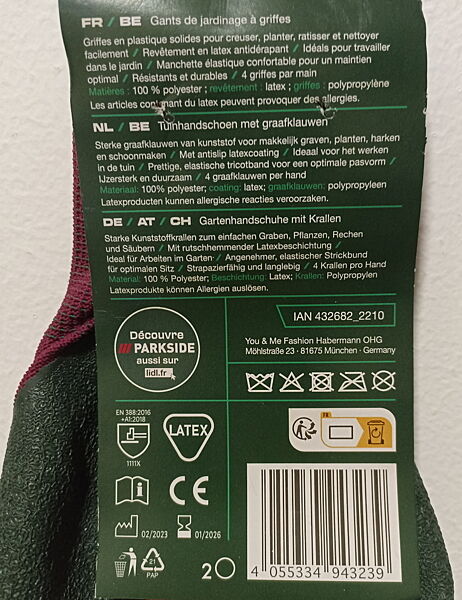 FR / BE Gants de jardinage à griffes
Griffes en plastique solides pour creuser, planter, ratisser et nettoyer
facilement / Revêtement en latex antidérapant / Idéals pour travailler
dans le jardin / Manchette élastique confortable pour un maintien
optimal / Résistants et durables / 4 griffes par main
Matières : 100 % polyester ; revêtement : latex ; griffes : polypropylène
Les articles contenant du latex peuvent provoquer des allergies.
NL / BE Tuinhandschoen met graafklauwen
Sterke graafklauwen van kunststof voor makkelijk graven, planten, harken
en schoonmaken / Met antislip latexcoating / Ideaal voor het werken
in de tuin / Prettig, elastische tricotband voor een optimale pasvorm /
IJzersterk en duurzaam / 4 graafklauwen per hand
Materiaal: 100% polyester; coating: latex; graafklauwen: polypropyleen
Latexproducten kunnen allergische reacties veroorzaken.
DE / AT / CH Gartenhandschuhe mit Krallen
Starke Kunststoffkrallen zum einfachen Graben, Pflanzen, Rechen
und Säubern / Mit rutschhemmender Latexbeschichtung /
Ideal für Arbeiten im Garten / Angenehmer, elastischer Strickbund
für optimalen Sitz / Strapazierfähig und langlebig / 4 Krallen pro Hand
Material: 100 % Polyester; Beschichtung: Latex; Krallen: Polypropylen
Latexprodukte können Allergien auslösen.
Découvre
/// PARKSIDE
aussi sur
lidl.fr
IAN 432682_2210
You & Me Fashion Habermann OHG
Möhlstraße 23 · 81675 München · Germany
EN 388:2016
+A1:2018
1111X
LATEX
FR
CE
02/2023
01/2026
21
PAP
2
4 055334 943239